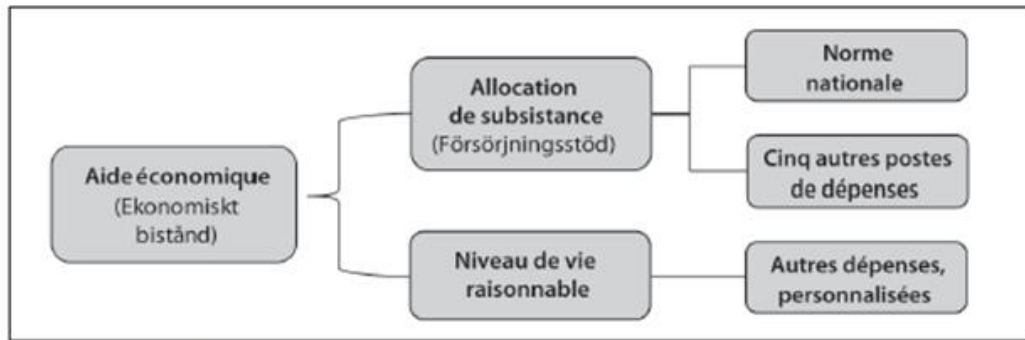 Aide économique
(Ekonomiskt
bistånd)
Allocation
de subsistance
(Försörjningsstöd)
Niveau de vie
raisonnable
Norme
nationale
Cinq autres postes
de dépenses
Autres dépenses,
personnalisées